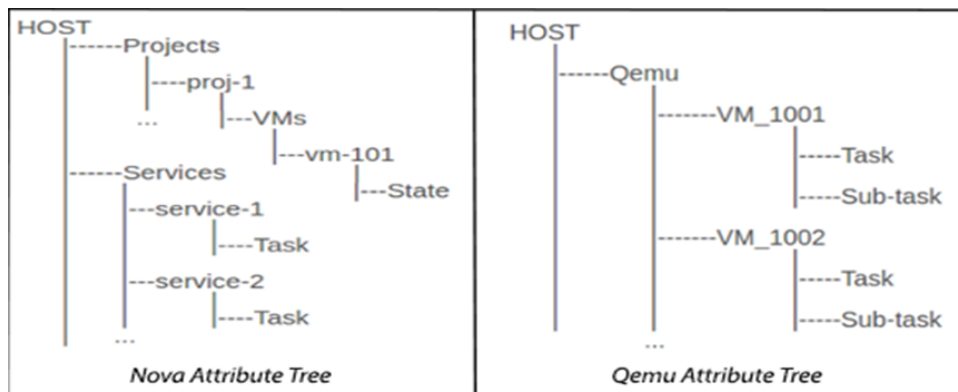 HOST
------Projects
----proj-1
...
---VMs
---vm-101
---State
------Services
---service-1
----Task
---service-2
----Task
...
Nova Attribute Tree
HOST
------Qemu
-------VM_1001
-----Task
-----Sub-task
-------VM_1002
-----Task
-----Sub-task
...
Qemu Attribute Tree